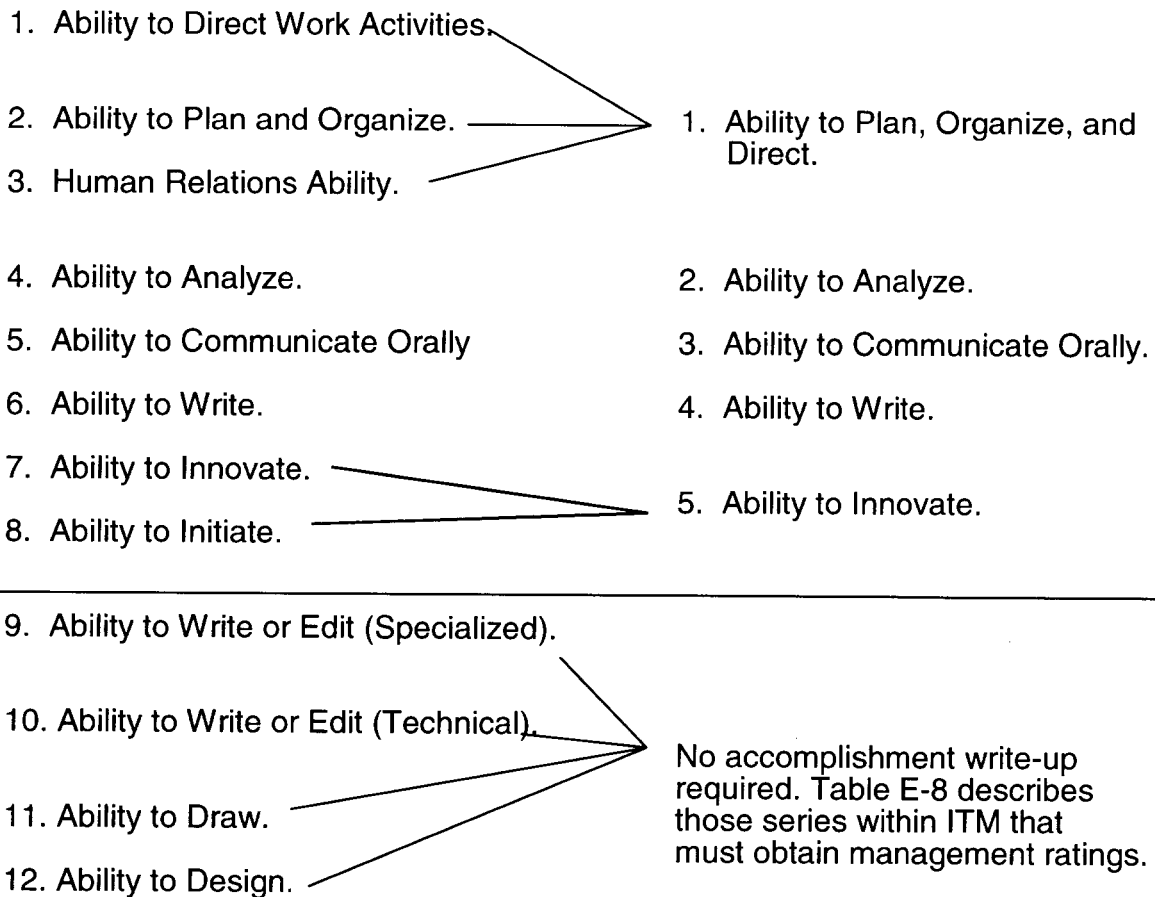 1. Ability to Direct Work Activities.
2. Ability to Plan and Organize.
3. Human Relations Ability.
1. Ability to Plan, Organize, and
Direct.
4. Ability to Analyze.
2. Ability to Analyze.
5. Ability to Communicate Orally
3. Ability to Communicate Orally.
6. Ability to Write.
4. Ability to Write.
7. Ability to Innovate.
8. Ability to Initiate.
5. Ability to Innovate.
9. Ability to Write or Edit (Specialized).
10. Ability to Write or Edit (Technical).
11. Ability to Draw.
12. Ability to Design.
No accomplishment write-up
required. Table E-8 describes
those series within ITM that
must obtain management ratings.